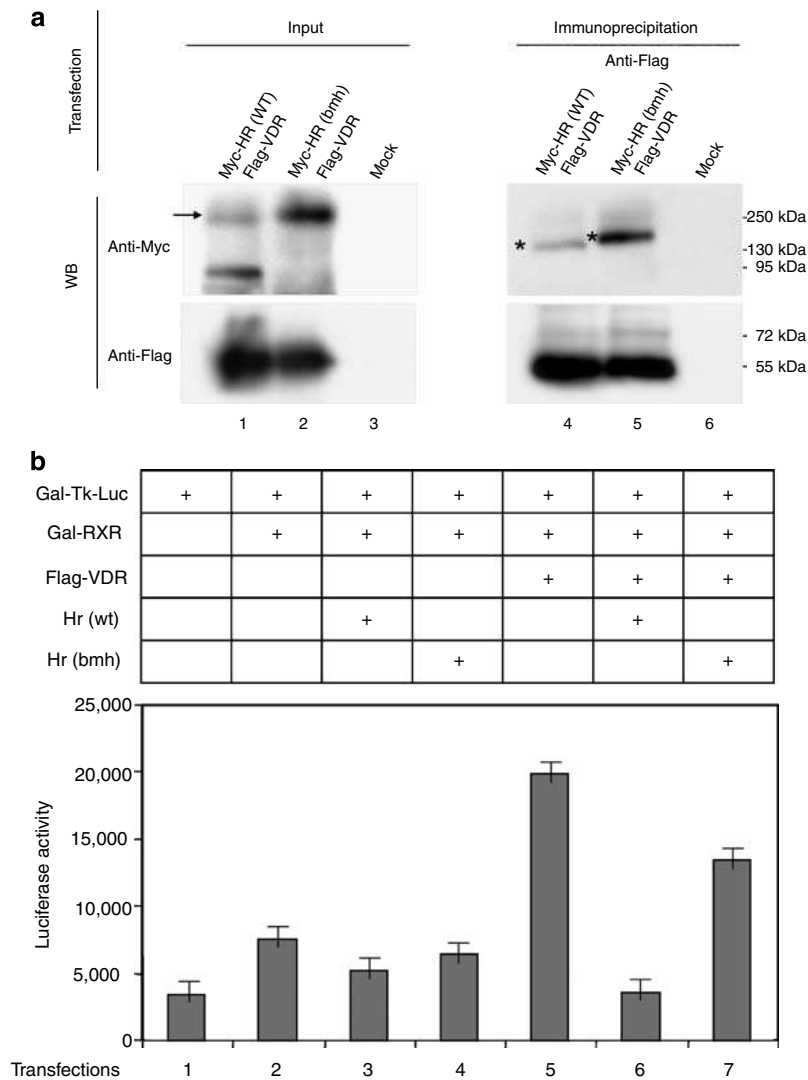 a
Transfection
Input
Immunoprecipitation
Anti-Flag
Myc-HR (WT)
Flag-VDR
Myc-HR (bmh)
Flag-VDR
Mock
Myc-HR (WT)
Flag-VDR
Myc-HR (bmh)
Flag-VDR
Mock
WB
Anti-Myc
* *
-250 kDa
-130 kDa
-95 kDa
Anti-Flag
- 72 kDa
- 55 kDa
1 2 3 4 5 6
b
Gal-Tk-Luc + + + + + + +
Gal-RXR + + + + + +
Flag-VDR + + +
Hr (wt) + +
Hr (bmh) + +
Luciferase activity
25,000
20,000
15,000
10,000
5,000
0
Transfections 1 2 3 4 5 6 7